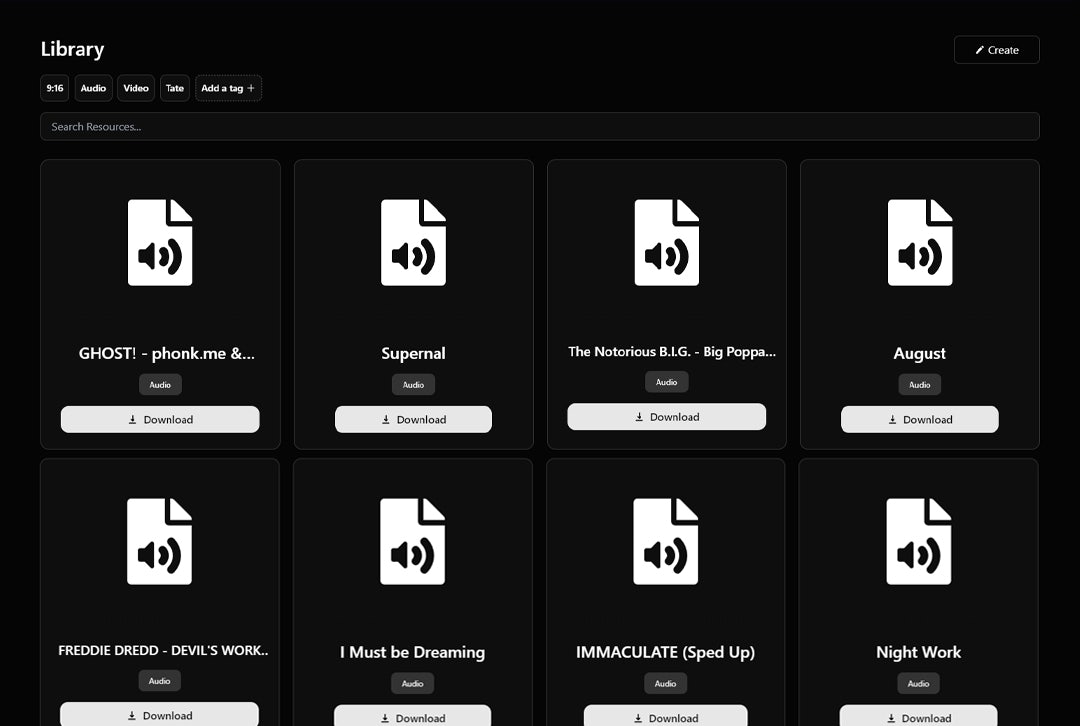 Library
Create
9:16 Audio Video Tate Add a tag +
Search Resources...
GHOST! - phonk.me &...
Audio
Download
Supernal
Audio
Download
The Notorious B.I.G. - Big Poppa...
Audio
Download
August
Audio
Download
FREDDIE DREDD - DEVIL'S WORK..
Audio
Download
I Must be Dreaming
Audio
Download
IMMACULATE (Sped Up)
Audio
Download
Night Work
Audio
Download